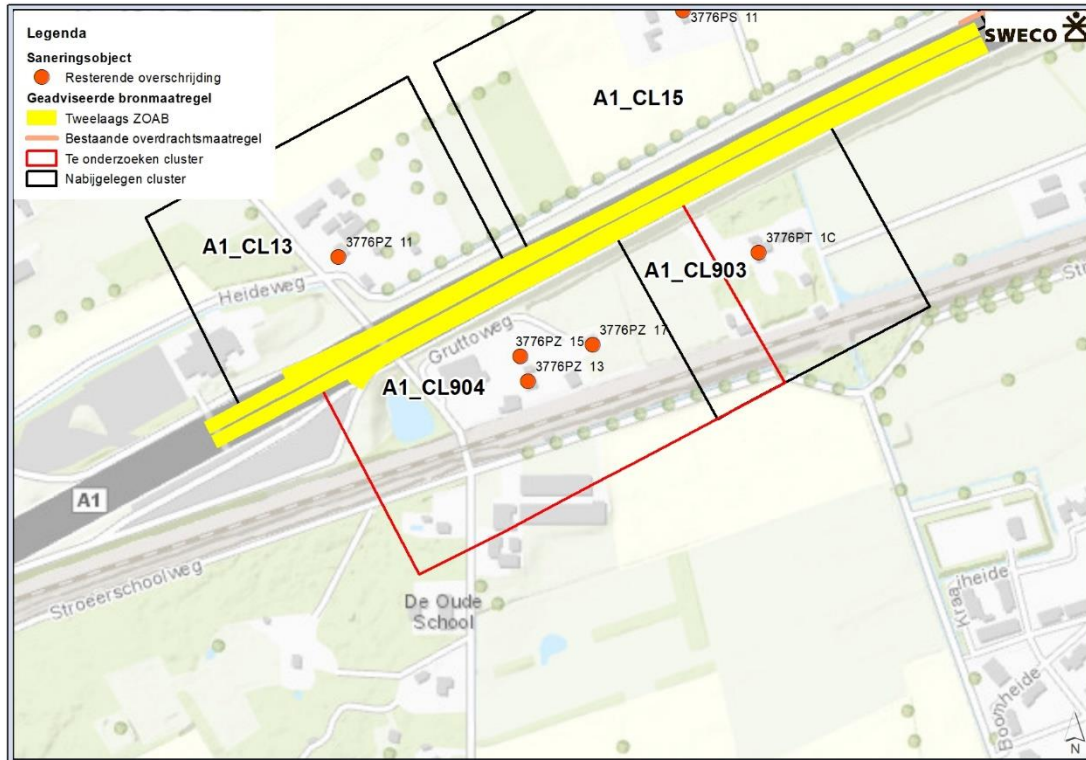 Legenda
Saneringsobject
Resterende overschrijding
Geadviseerde bronmaatregel
Tweelaags ZOAB
Bestaande overdrachtsmaatregel
Te onderzoeken cluster
Nabijgelegen cluster
SWECO
3776PS 11
A1_CL15
A1_CL13
3776PZ 11
3776PT 1C
A1_CL903
Heideweg
Gruttoweg
3776PZ 17
3776PZ 15
3776PZ 13
A1_CL904
A1
Stroeerschoolweg
De Oude
School
Kraaiheide
Boomheide
N